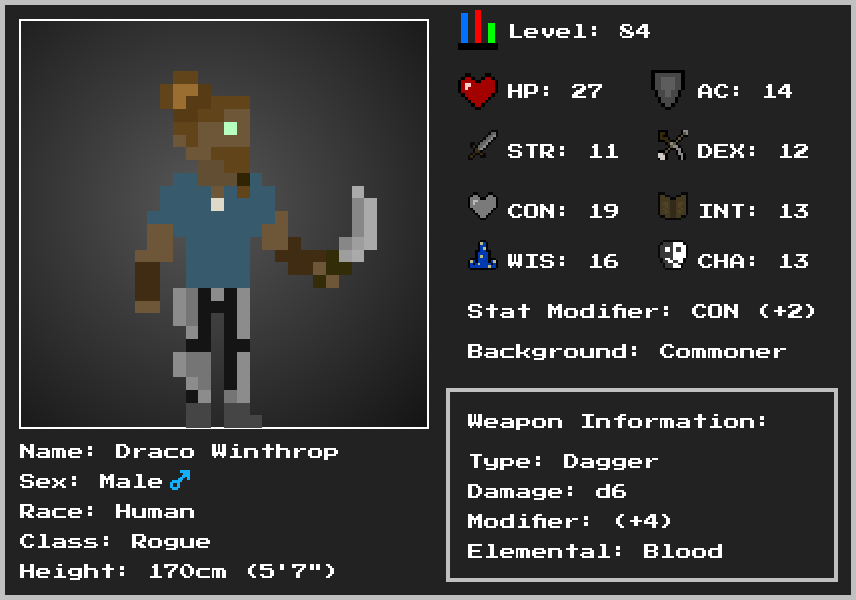 Level: 84
HP: 27
AC: 14
STR: 11
DEX: 12
CON: 19
INT: 13
WIS: 16
CHA: 13
Stat Modifier: CON (+2)
Background: Commoner
Weapon Information:
Type: Dagger
Damage: d6
Modifier: (+4)
Elemental: Blood
Name: Draco Winthrop
Sex: Male♂
Race: Human
Class: Rogue
Height: 170cm (5'7")